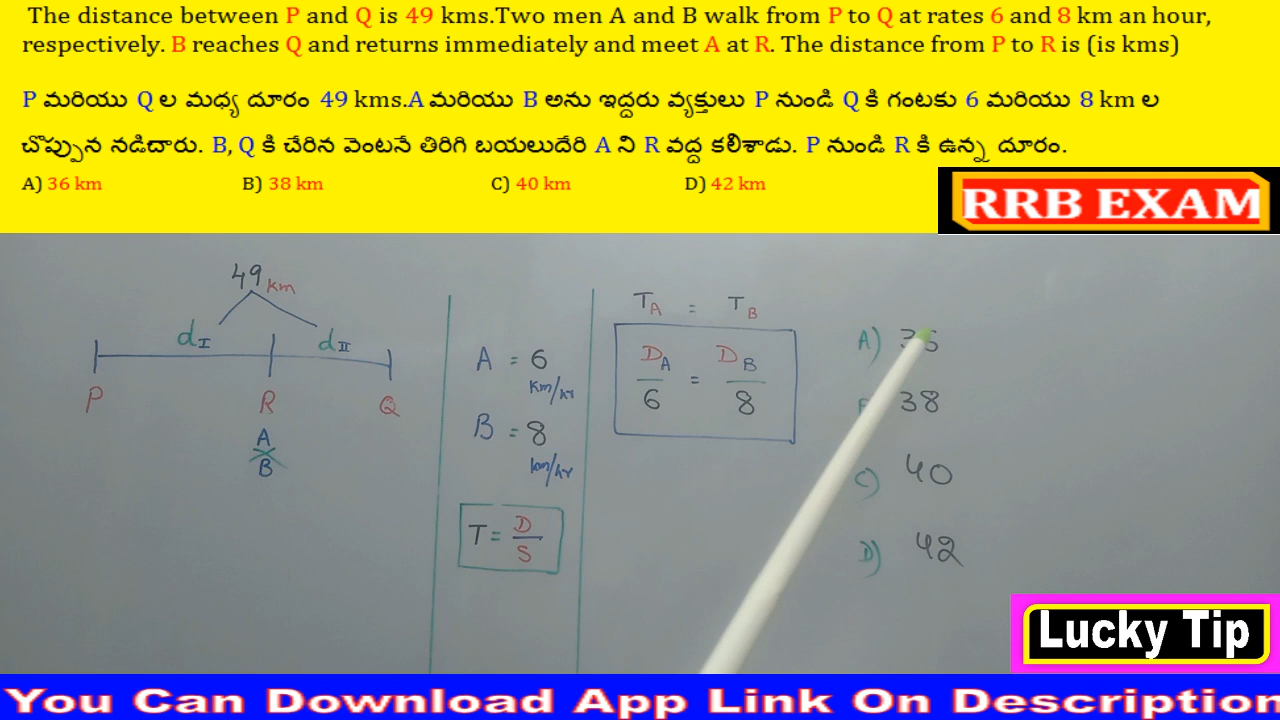 The distance between P and Q is 49 kms.Two men A and B walk from P to Q at rates 6 and 8 km an hour,
respectively. B reaches Q and returns immediately and meet A at R. The distance from P to R is (is kms)
P మరియు Q ల మధ్య దూరం 49 kms.A మరియు B అను ఇద్దరు వ్యక్తులు P నుండి Q కి గంటకు 6 మరియు 8 km ల
చొప్పున నడిచారు. B, Q కి చేరిన వెంటనే తిరిగి బయలుదేరి A ని R వద్ద కలిశాడు. P నుండి R కి ఉన్న దూరం.
A) 36 km B) 38 km C) 40 km D) 42 km
RRB EXAM
49 km
dI dII
P R Q
A
B
A = 6
km/hr
B = 8
km/hr
T = D/S
TA = TB
DA/6 = DB/8
A)
38
C) 40
D) 42
Lucky Tip
You Can Download App Link On Description